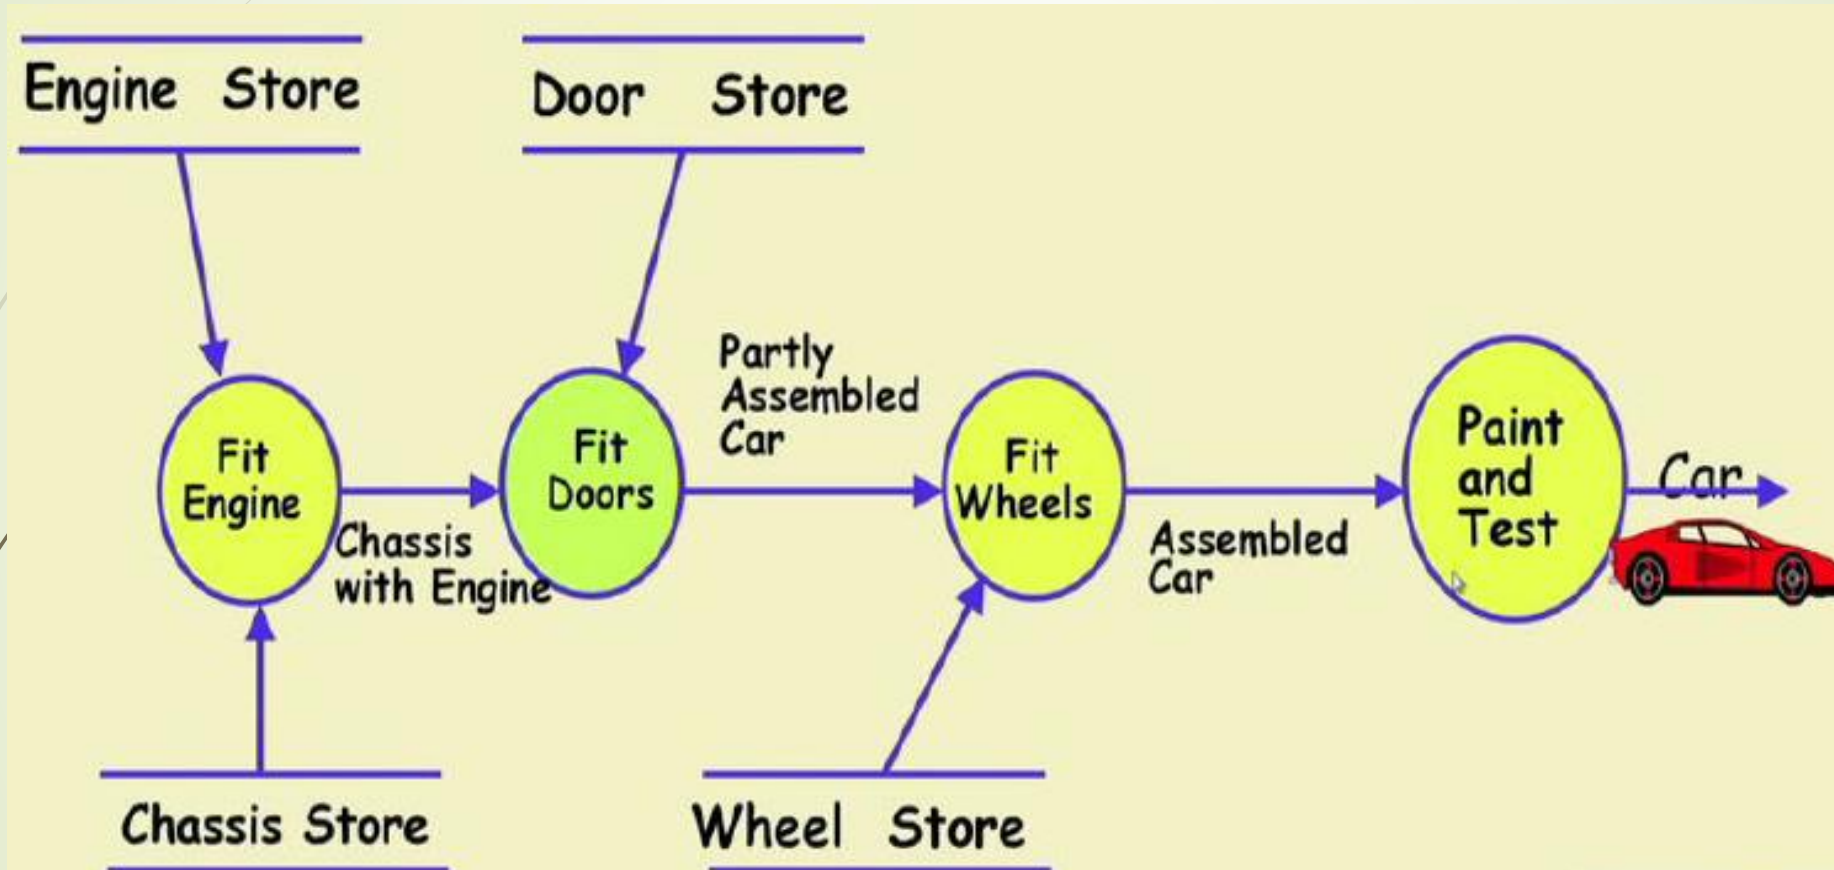 Engine Store
Door Store
Partly
Assembled
Car
Fit
Engine
Chassis
with Engine
Fit
Doors
Fit
Wheels
Assembled
Car
Paint
and
Test
Car
Chassis Store
Wheel Store